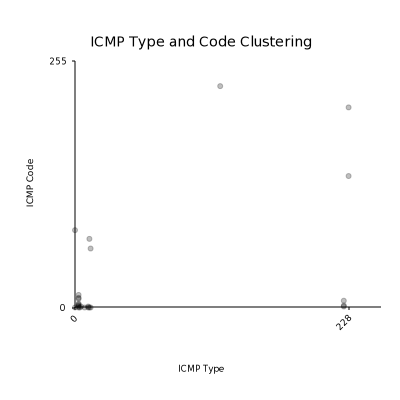 ICMP Type and Code Clustering
255
ICMP Code
0
0
228
ICMP Type